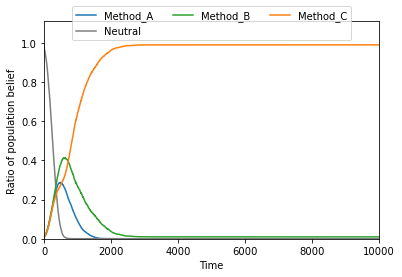 Method_A Method_B Method_C
Neutral
1.0
0.8
0.6
0.4
0.2
0.0
Ratio of population belief
0 2000 4000 6000 8000 10000
Time